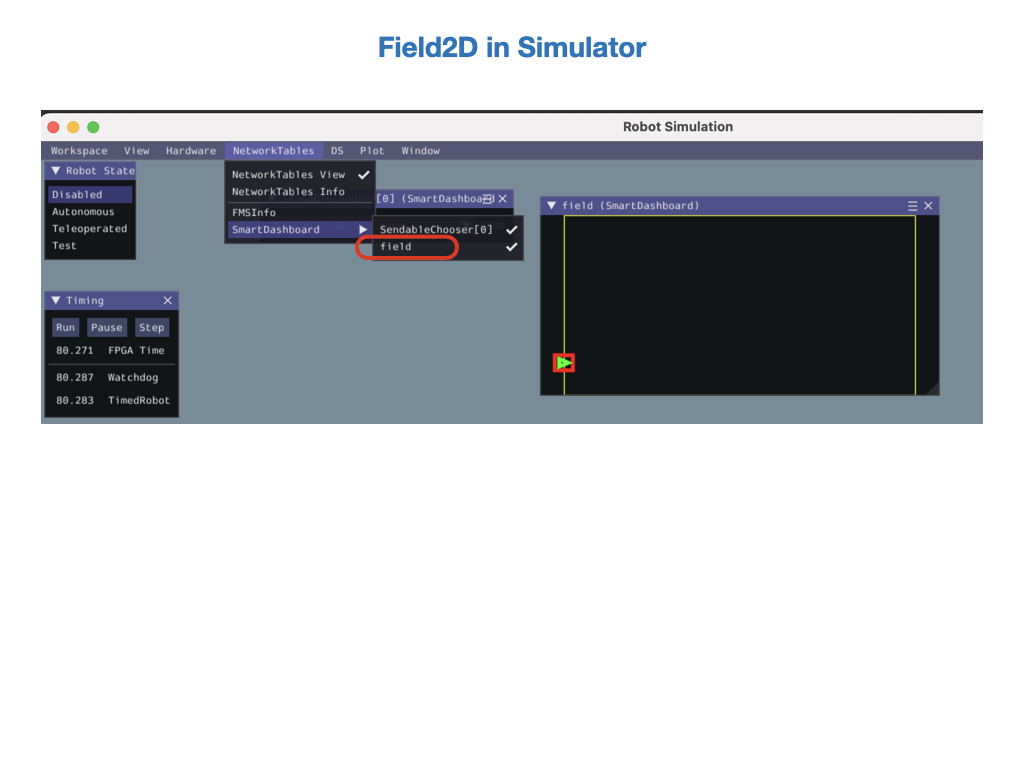 Field2D in Simulator
Robot Simulation
Workspace View Hardware NetworkTables DS Plot Window
Robot State
Disabled
Autonomous
Teleoperated
Test
NetworkTables View
NetworkTables Info
FMSInfo
SmartDashboard
[0] (SmartDashboard)
SendableChooser[0]
field
field (SmartDashboard)
Timing
Run Pause Step
80.271 FPGA Time
80.287 Watchdog
80.283 TimedRobot